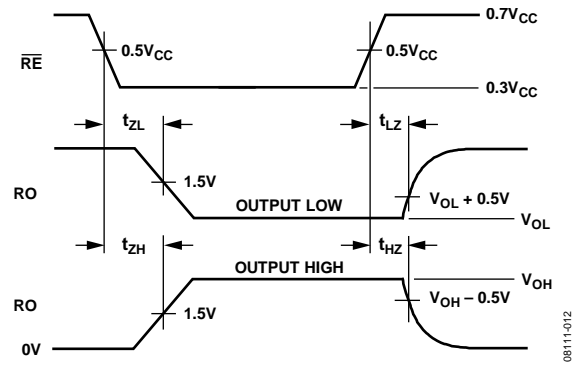 0.7VCC
RE 0.5VCC 0.5VCC
0.3VCC
tZL tLZ
RO 1.5V VOL + 0.5V
OUTPUT LOW VOL
tZH tHZ
OUTPUT HIGH VOH
RO 1.5V VOH – 0.5V
0V
08111-012